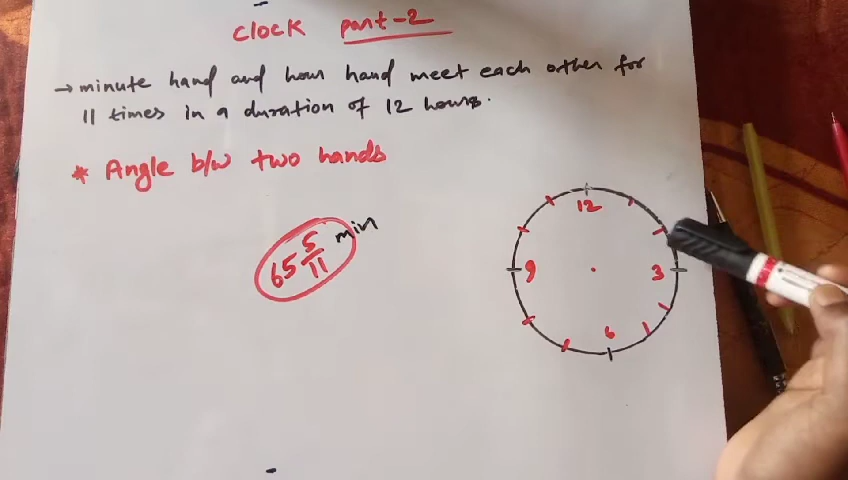 clock part-2
→ minute hand and hour hand meet each other for
11 times in a duration of 12 hours.
* Angle b/w two hands
65 5/11 min
12
9
3
6